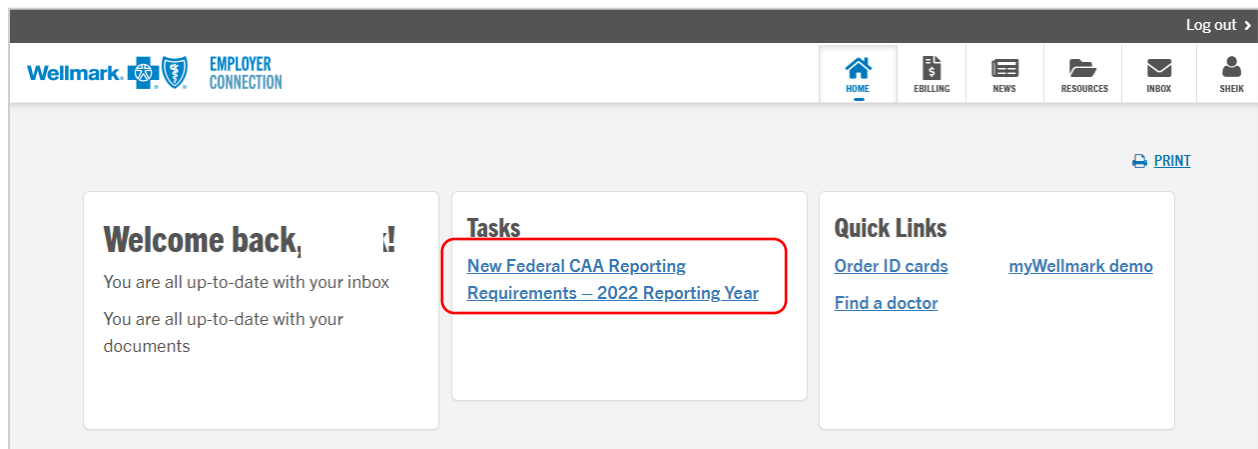 Log out >
Wellmark.
EMPLOYER
CONNECTION
HOME
EBILLING
NEWS
RESOURCES
INBOX
SHEIK
PRINT
Welcome back, !
You are all up-to-date with your inbox
You are all up-to-date with your
documents
Tasks
New Federal CAA Reporting
Requirements – 2022 Reporting Year
Quick Links
Order ID cards
myWellmark demo
Find a doctor